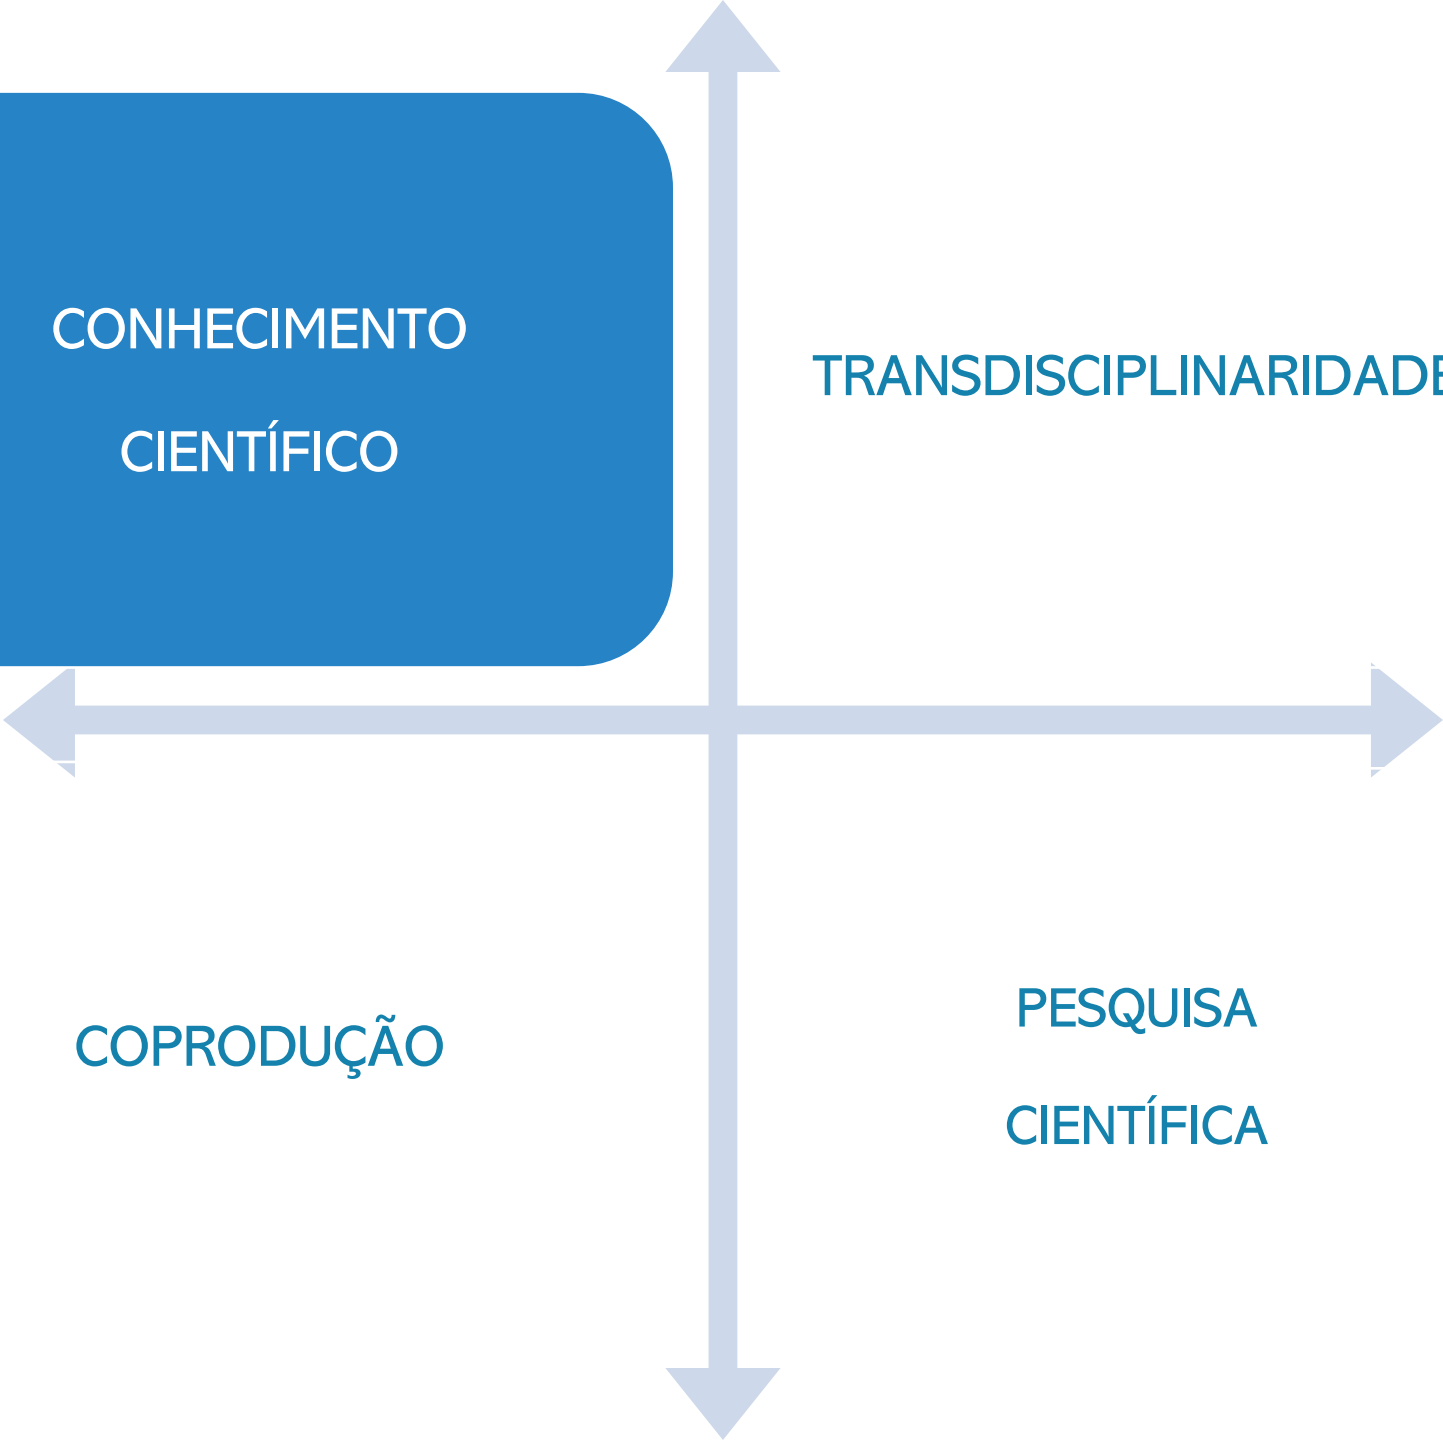 CONHECIMENTO
CIENTÍFICO
TRANSDISCIPLINARIDADE
COPRODUÇÃO
PESQUISA
CIENTÍFICA